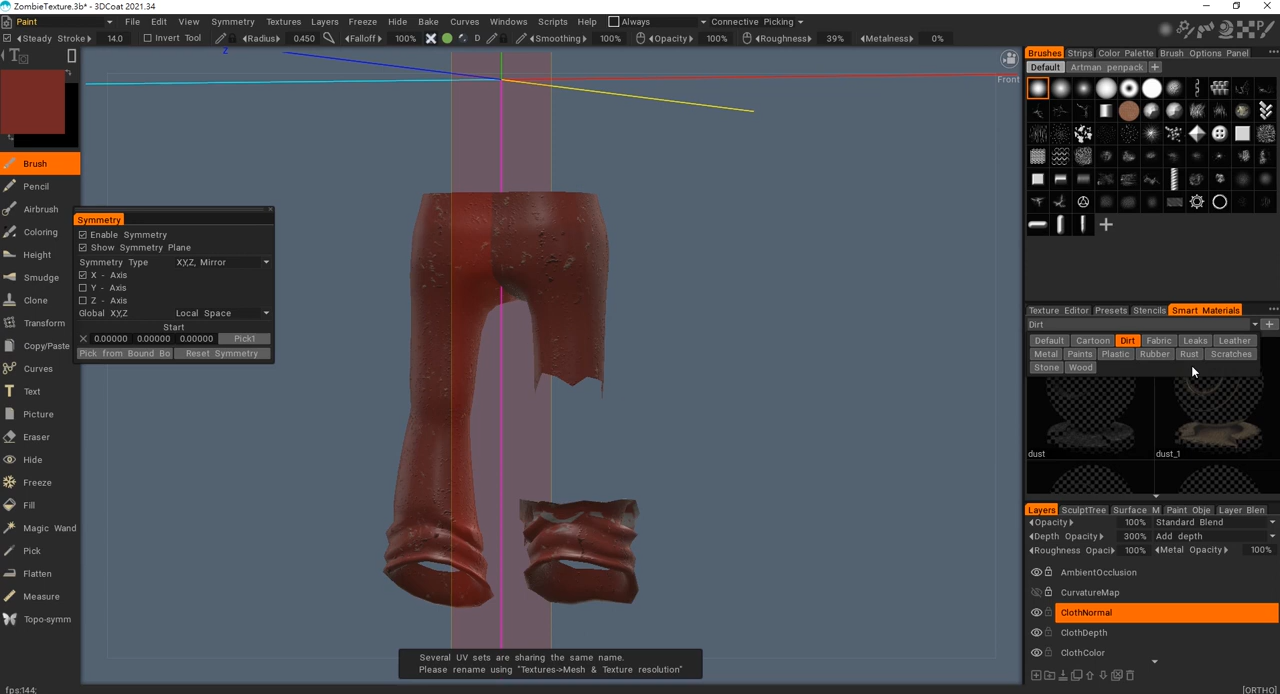 ZombieTexture.3b* - 3DCoat 2021.34
Paint File Edit View Symmetry Textures Layers Freeze Hide Bake Curves Windows Scripts Help Always Connective Picking
Steady Stroke 14.0 Invert Tool Radius 0.450 Falloff 100% D Smoothing 100% Opacity 100% Roughness 39% Metalness 0%
T
Z
Front
Brush
Pencil
Airbrush
Coloring
Height
Smudge
Clone
Transform
Copy/Paste
Curves
Text
Picture
Eraser
Hide
Freeze
Fill
Magic Wand
Pick
Flatten
Measure
Topo-symm
fps:144;
Symmetry
Enable Symmetry
Show Symmetry Plane
Symmetry Type X,Y,Z, Mirror
X - Axis
Y - Axis
Z - Axis
Global X,Y,Z Local Space
Start
X 0.00000 0.00000 0.00000 Pick1
Pick from Bound Bo Reset Symmetry
Several UV sets are sharing the same name.
Please rename using "Textures->Mesh & Texture resolution"
Brushes Strips Color Palette Brush Options Panel
Default Artman penpack
Texture Editor Presets Stencils Smart Materials
Dirt
Default Cartoon Dirt Fabric Leaks Leather
Metal Paints Plastic Rubber Rust Scratches
Stone Wood
dust dust_1
Layers SculptTree Surface M Paint Obje Layer Blen
Opacity 100% Standard Blend
Depth Opacity 300% Add depth
Roughness Opaci 100% Metal Opacity 100%
AmbientOcclusion
CurvatureMap
ClothNormal
ClothDepth
ClothColor
[ORTHO]